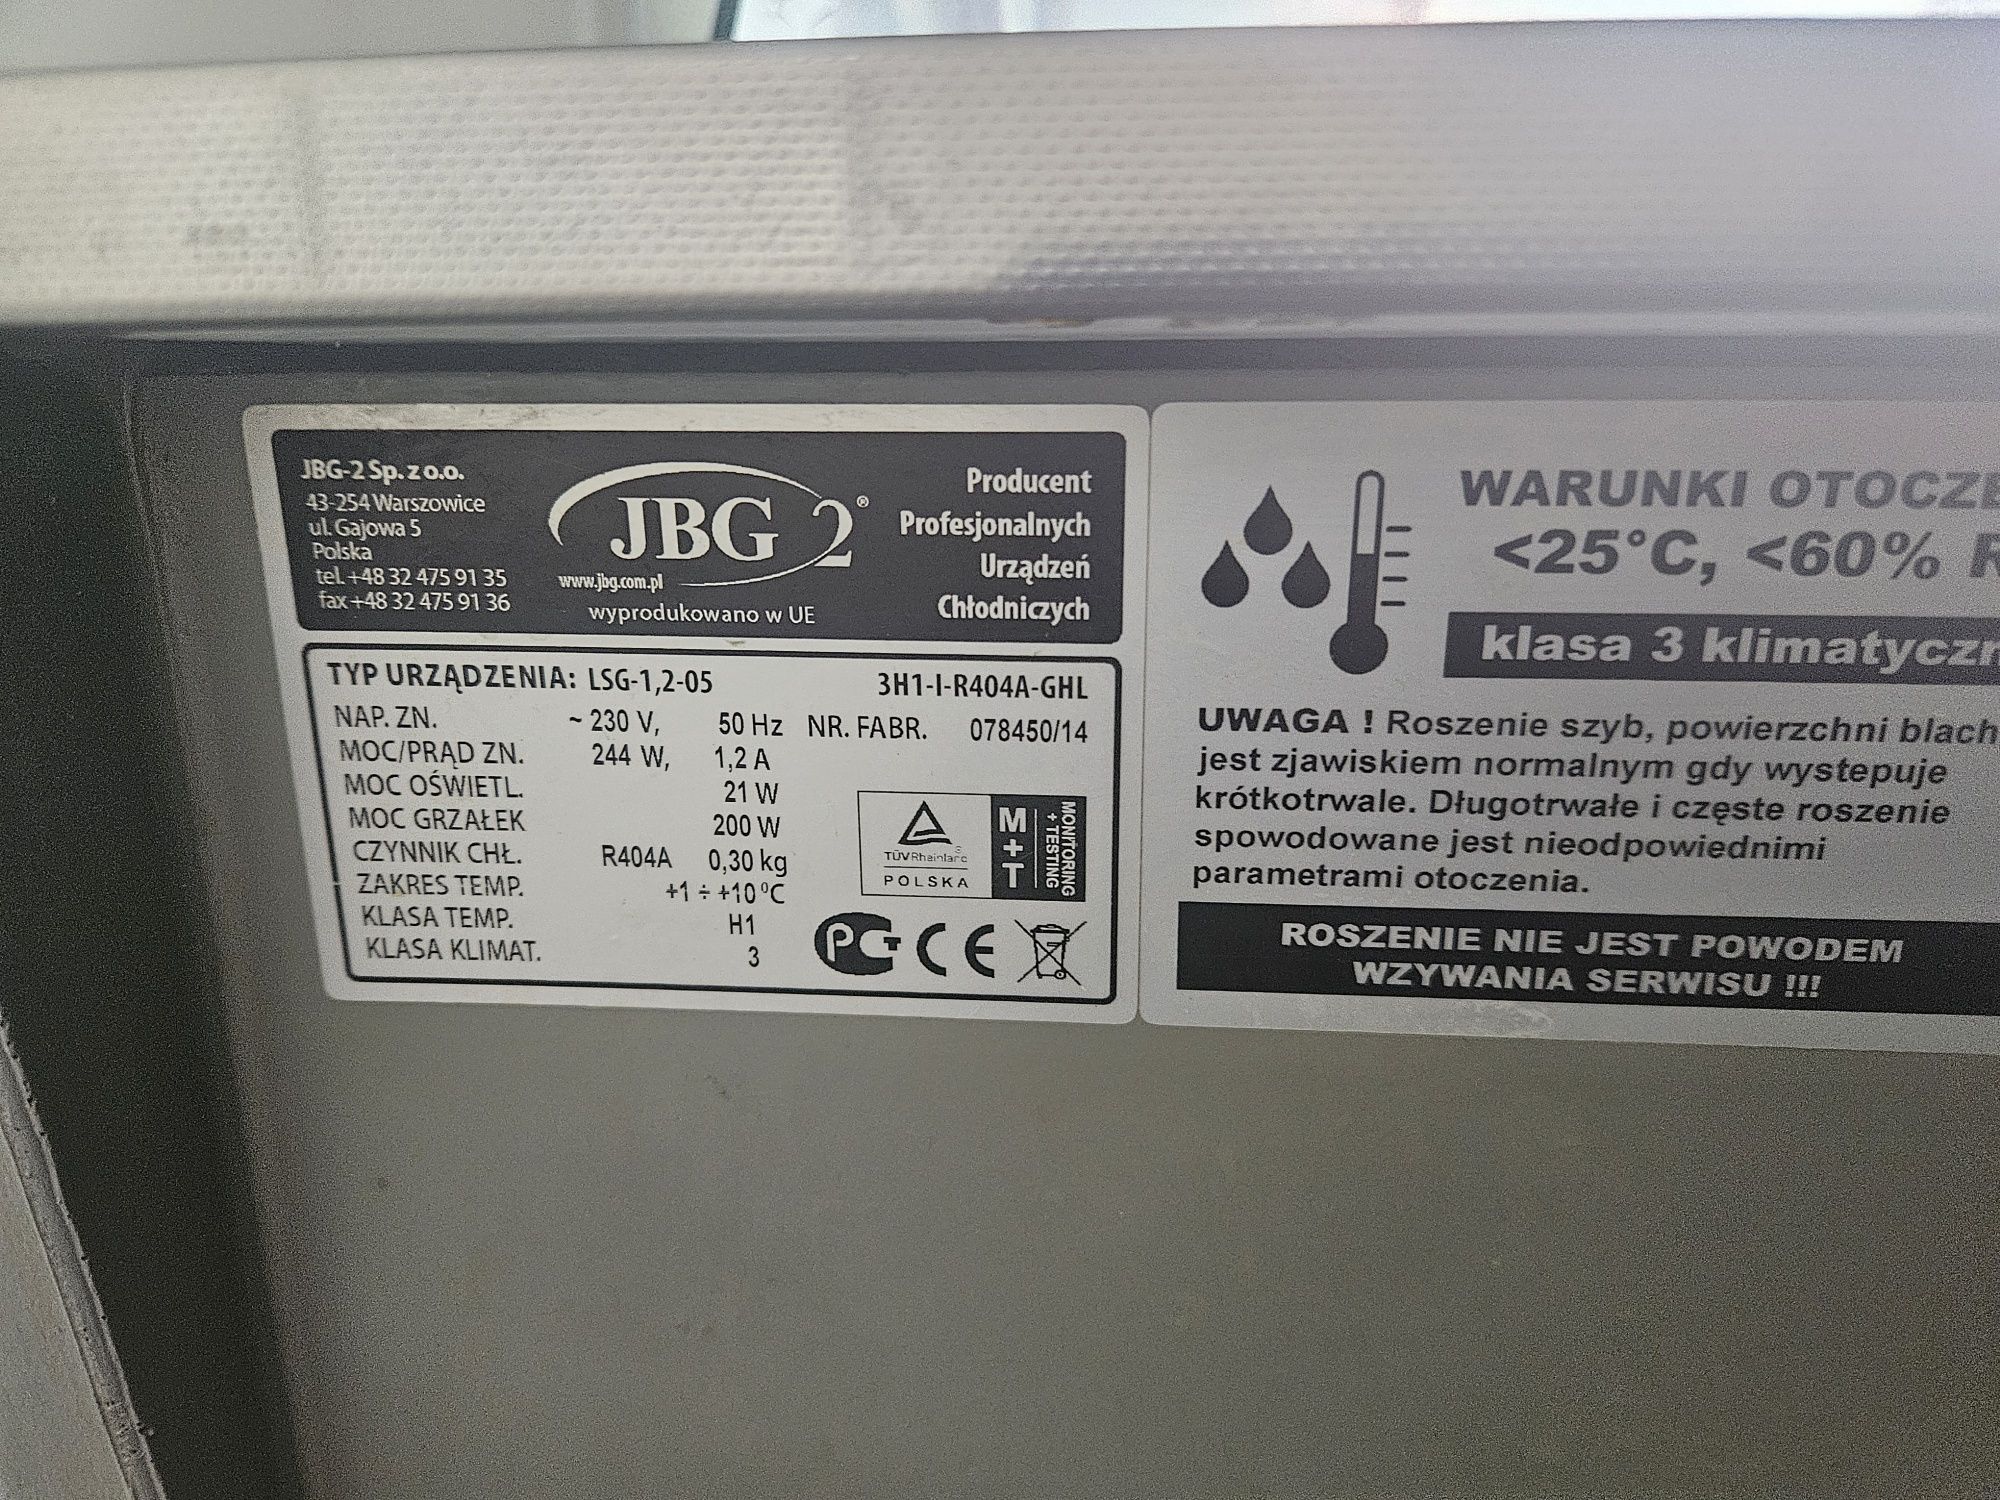 JBG-2 Sp. z o.o.
43-254 Warszowice
ul. Gajowa 5
Polska
tel. +48 32 475 91 35
fax +48 32 475 91 36
JBG 2®
www.jbg.com.pl
wyprodukowano w UE
Producent
Profesjonalnych
Urządzeń
Chłodniczych
TYP URZĄDZENIA: LSG-1,2-05 3H1-I-R404A-GHL
NAP. ZN. ~ 230 V, 50 Hz NR. FABR. 078450/14
MOC/PRĄD ZN. 244 W, 1,2 A
MOC OŚWIETL. 21 W
MOC GRZAŁEK 200 W
CZYNNIK CHŁ. R404A 0,30 kg
ZAKRES TEMP. +1 ÷ +10 °C
KLASA TEMP. H1
KLASA KLIMAT. 3
POLSKA
M+T
MONITORING
+ TESTING
CE
WARUNKI
<25°C, <60%
klasa 3
UWAGA ! Roszenie szyb, powierzchni blach
jest zjawiskiem normalnym gdy wystepuje
krótkotrwale. Długotrwałe i częste roszenie
spowodowane jest nieodpowiednimi
parametrami otoczenia.
ROSZENIE NIE JEST POWODEM
WZYWANIA SERWISU !!!